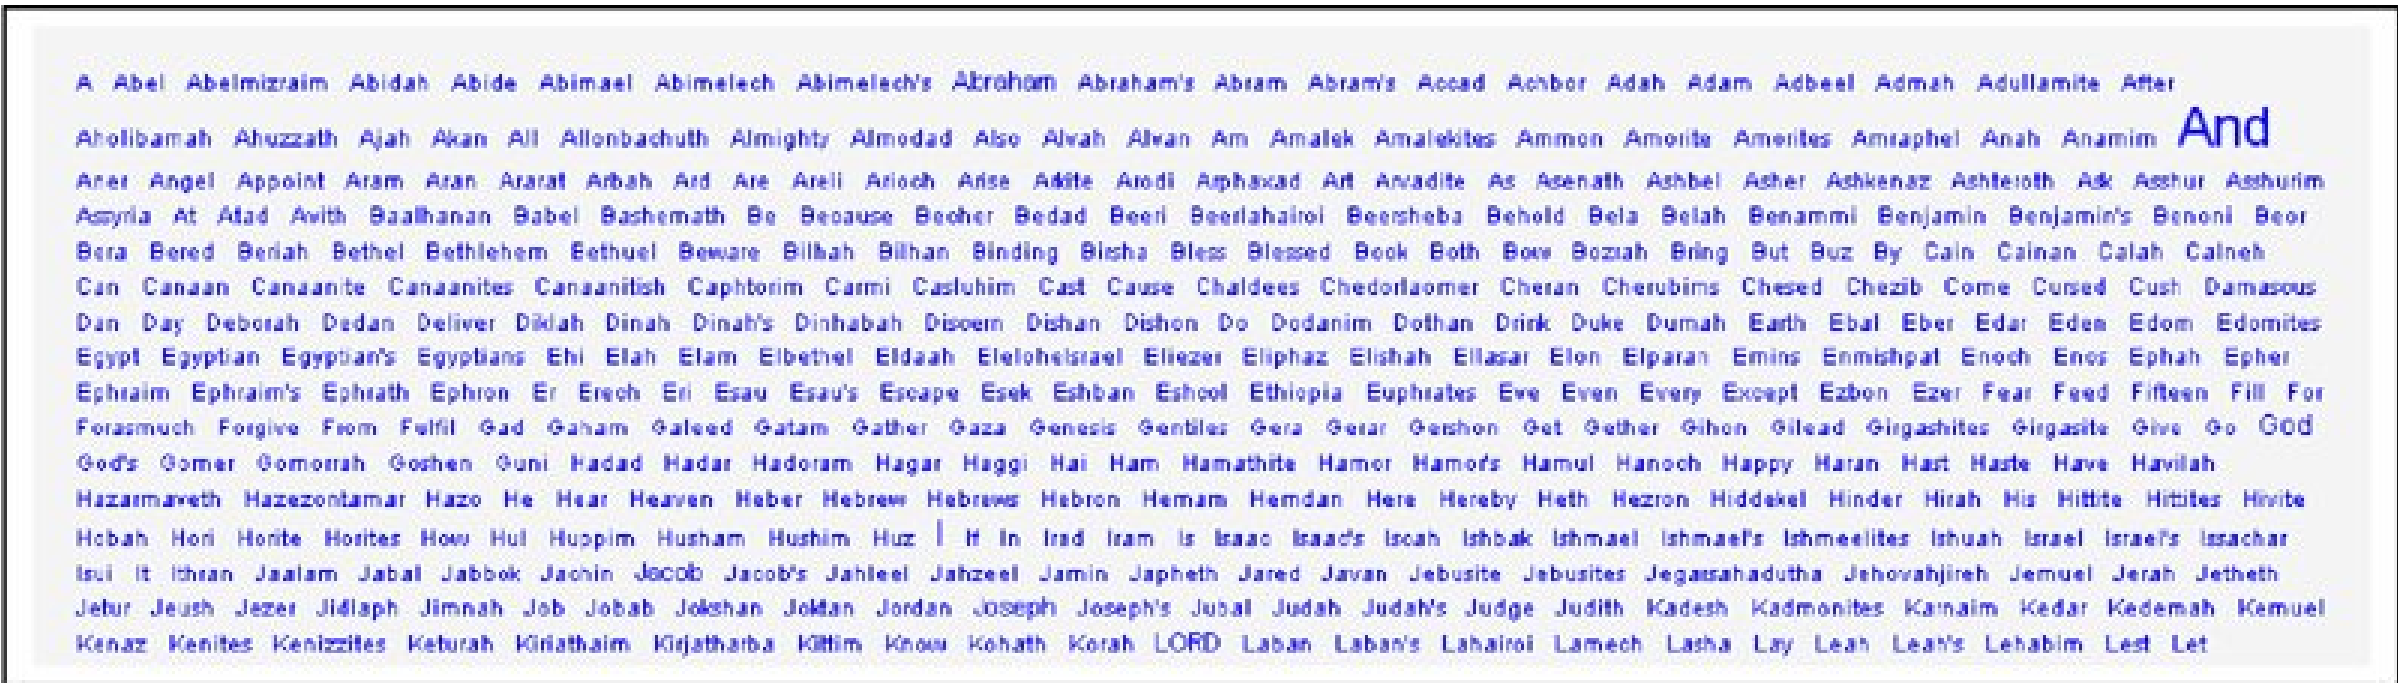 A Abel Abelmizraim Abidah Abide Abimael Abimelech Abimelech's Abraham Abraham's Abram Abram's Accad Achbor Adah Adam Adbeel Admah Adullamite After
Aholibamah Ahuzzath Ajah Akan All Allonbachuth Almighty Almodad Also Alvah Alvan Am Amalek Amalekites Ammon Amorite Amorites Amraphel Anah Anamim And
Aner Angel Appoint Aram Aran Ararat Arbah Ard Are Areli Arioch Arise Arkite Arodi Arphaxad Art Arvadite As Asenath Ashbel Asher Ashkenaz Ashteroth Ask Asshur Asshurim
Assyria At Atad Avith Baalhanan Babel Bashemath Be Because Becher Bedad Beeri Beerlahairoi Beersheba Behold Bela Belah Benammi Benjamin Benjamin's Benoni Beor
Bera Bered Beriah Bethel Bethlehem Bethuel Beware Bilhah Bilhan Binding Birsha Bless Blessed Book Both Bow Bozrah Bring But Buz By Cain Cainan Calah Calneh
Can Canaan Canaanite Canaanites Canaanitish Caphtorim Carmi Casluhim Cast Cause Chaldees Chedorlaomer Cheran Cherubims Chesed Chezib Come Cursed Cush Damascus
Dan Day Deborah Dedan Deliver Diklah Dinah Dinah's Dinhabah Discern Dishan Dishon Do Dodanim Dothan Drink Duke Dumah Earth Ebal Eber Edar Eden Edom Edomites
Egypt Egyptian Egyptian's Egyptians Ehi Elah Elam Elbethel Eldaah EleloheIsrael Eliezer Eliphaz Elishah Ellasar Elon Elparan Emins Enmishpat Enoch Enos Ephah Epher
Ephraim Ephraim's Ephrath Ephron Er Erech Eri Esau Esau's Escape Esek Eshban Eshcol Ethiopia Euphrates Eve Even Every Except Ezbon Ezer Fear Feed Fifteen Fill For
Forasmuch Forgive From Fulfil Gad Gaham Galeed Gatam Gather Gaza Genesis Gentiles Gera Gerar Gershon Get Gether Gihon Gilead Girgashites Girgasite Give Go God
God's Gomer Gomorrah Goshen Guni Hadad Hadar Hadoram Hagar Haggi Hai Ham Hamathite Hamor Hamor's Hamul Hanoch Happy Haran Hast Haste Have Havilah
Hazarmaveth Hazezontamar Hazo He Hear Heaven Heber Hebrew Hebrews Hebron Hemam Hemdan Here Hereby Heth Hezron Hiddekel Hinder Hirah His Hittite Hittites Hivite
Hobah Hori Horite Horites How Hul Huppim Husham Hushim Huz I If In Irad Iram Is Isaac Isaac's Iscah Ishbak Ishmael Ishmael's Ishmeelites Ishuah Israel Israel's Issachar
Isui It Ithran Jaalam Jabal Jabbok Jachin Jacob Jacob's Jahleel Jahzeel Jamin Japheth Jared Javan Jebusite Jebusites Jegarsahadutha Jehovahjireh Jemuel Jerah Jetheth
Jetur Jeush Jezer Jidlaph Jimnah Job Jobab Jokshan Joktan Jordan Joseph Joseph's Jubal Judah Judah's Judge Judith Kadesh Kadmonites Karnaim Kedar Kedemah Kemuel
Kenaz Kenites Kenizzites Keturah Kiriathaim Kirjatharba Kittim Know Kohath Korah LORD Laban Laban's Lahairoi Lamech Lasha Lay Leah Leah's Lehabim Lest Let